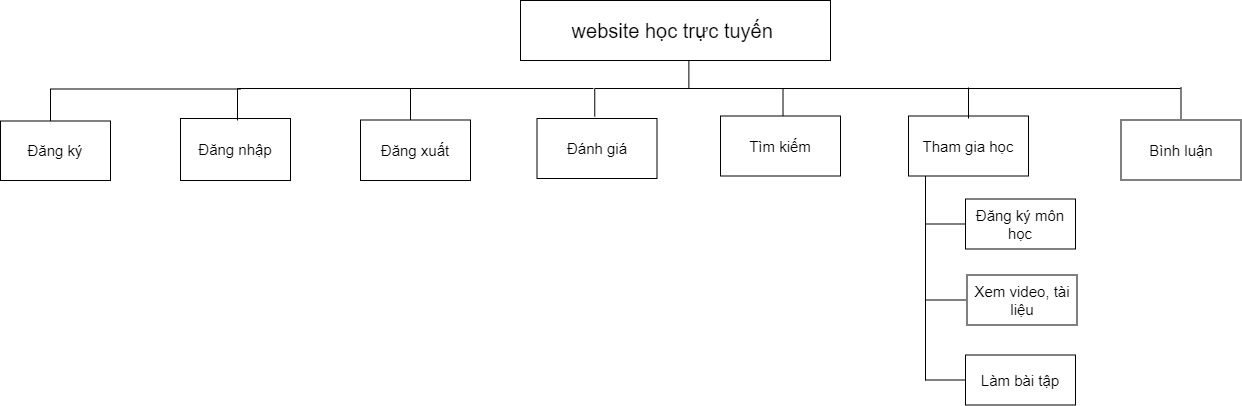 website học trực tuyến
Đăng ký
Đăng nhập
Đăng xuất
Đánh giá
Tìm kiếm
Tham gia học
Bình luận
Đăng ký môn
học
Xem video, tài
liệu
Làm bài tập